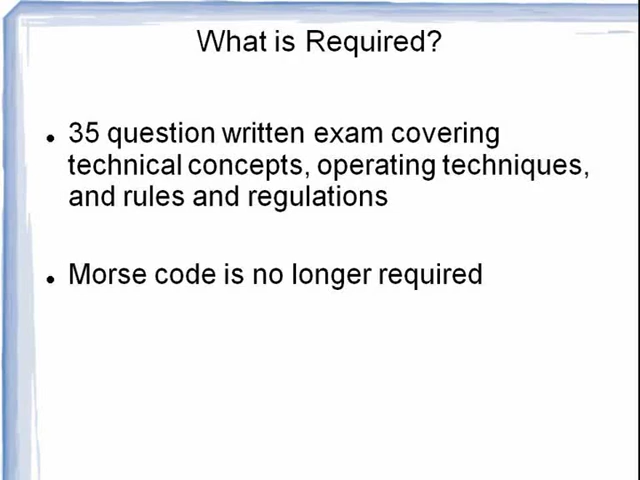 What is Required?
35 question written exam covering
technical concepts, operating techniques,
and rules and regulations
Morse code is no longer required